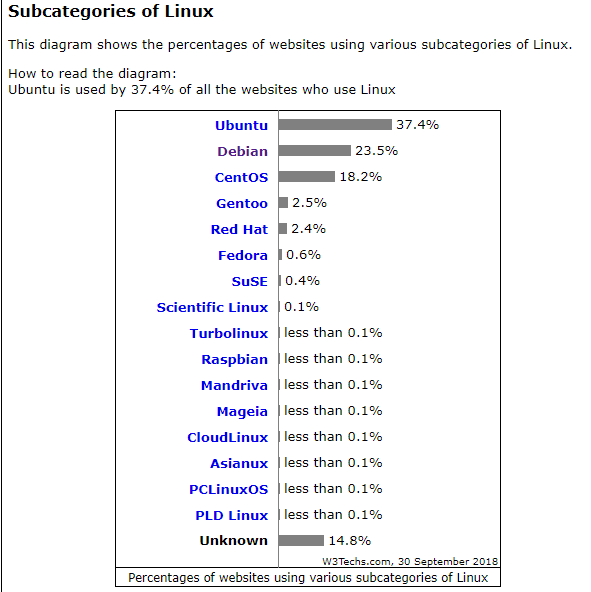 Subcategories of Linux
This diagram shows the percentages of websites using various subcategories of Linux.
How to read the diagram:
Ubuntu is used by 37.4% of all the websites who use Linux
Ubuntu 37.4%
Debian 23.5%
CentOS 18.2%
Gentoo 2.5%
Red Hat 2.4%
Fedora 0.6%
SuSE 0.4%
Scientific Linux 0.1%
Turbolinux less than 0.1%
Raspbian less than 0.1%
Mandriva less than 0.1%
Mageia less than 0.1%
CloudLinux less than 0.1%
Asianux less than 0.1%
PCLinuxOS less than 0.1%
PLD Linux less than 0.1%
Unknown 14.8%
W3Techs.com, 30 September 2018
Percentages of websites using various subcategories of Linux